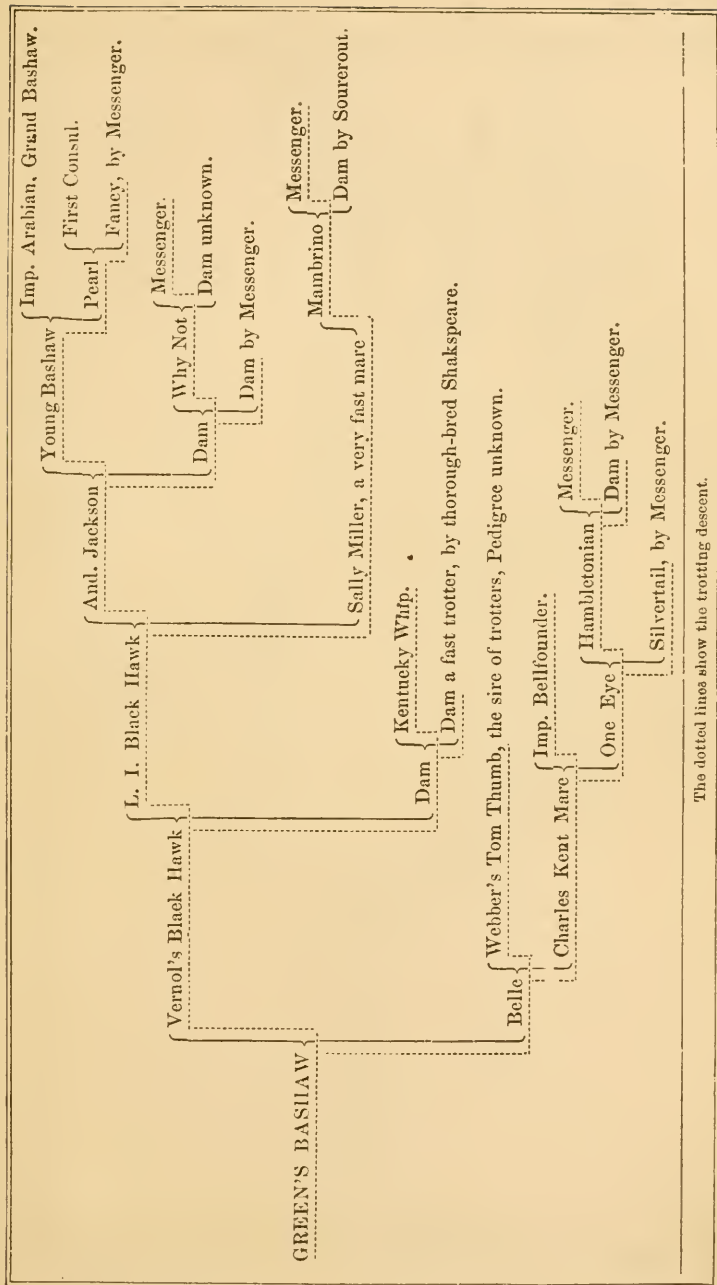 Imp. Arabian, Grand Bashaw.
Young Bashaw
First Consul.
Pearl
Fancy, by Messenger.
And. Jackson
Messenger.
Why Not
Dam unknown.
Dam
Dam by Messenger.
L. I. Black Hawk
Messenger.
Mambrino
Dam by Sourerout.
Sally Miller, a very fast mare
Vernol's Black Hawk
Kentucky Whip.
Dam
Dam a fast trotter, by thorough-bred Shakspeare.
GREEN'S BASHAW
Webber's Tom Thumb, the sire of trotters, Pedigree unknown.
Belle
Imp. Bellfounder.
Charles Kent Mare
Messenger.
Hambletonian
Dam by Messenger.
One Eye
Silvertail, by Messenger.
The dotted lines show the trotting descent.